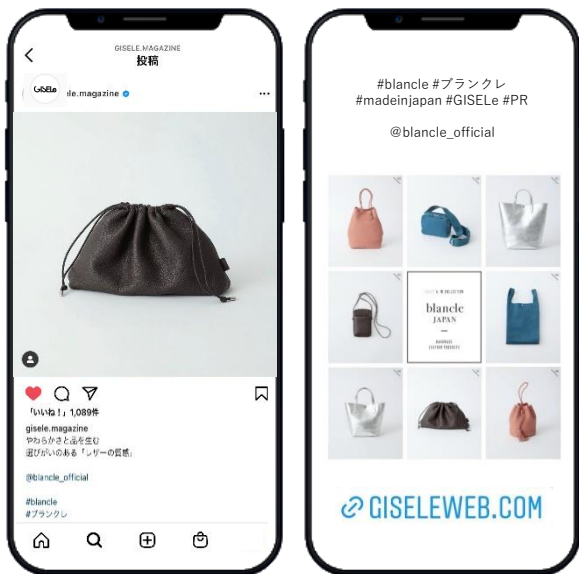 GISELE.MAGAZINE
投稿
GISELe
le.magazine
「いいね！」1,089件
gisele.magazine
やわらかさと品を生む
選びがいのある「レザーの質感」
@blancle_official
#blancle
#ブランクレ
#blancle #ブランクレ
#madeinjapan #GISELe #PR
@blancle_official
blancle
JAPAN
GISELEWEB.COM